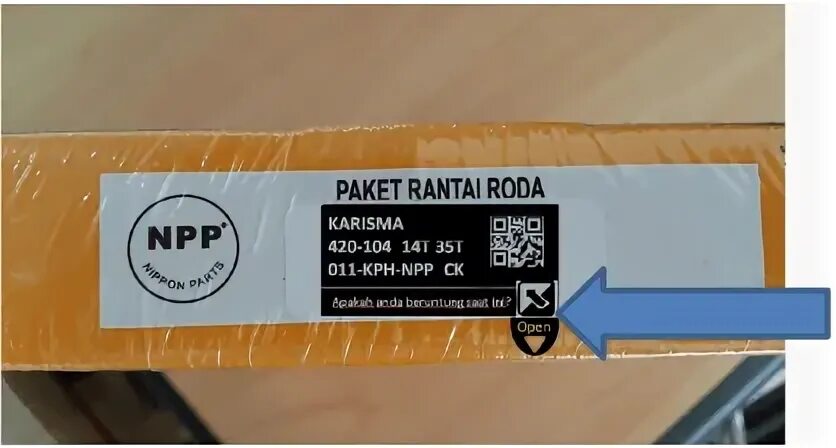 PAKET RANTAI RODA
NPP
NIPPON PARTS
KARISMA
420-104 14T 35T
011-KPH-NPP CK
Apakah anda beruntung saat ini?
Open